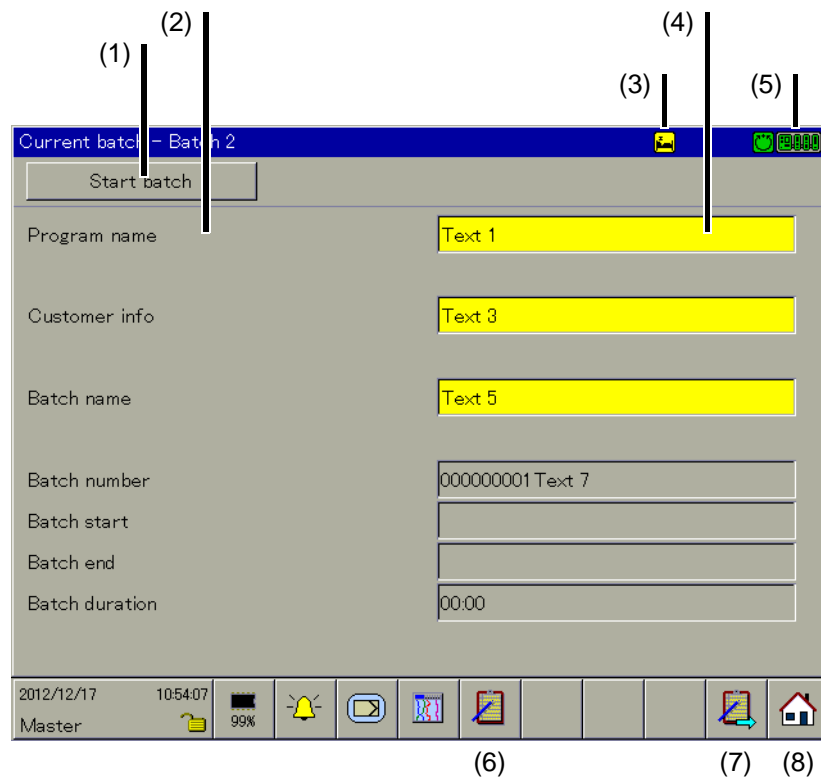 (2) (4)
(1)
(3) (5)
Current batch - Batch 2
Start batch
Program name Text 1
Customer info Text 3
Batch name Text 5
Batch number 000000001Text 7
Batch start
Batch end
Batch duration 00:00
2012/12/17 10:54:07
Master 99%
(6) (7) (8)